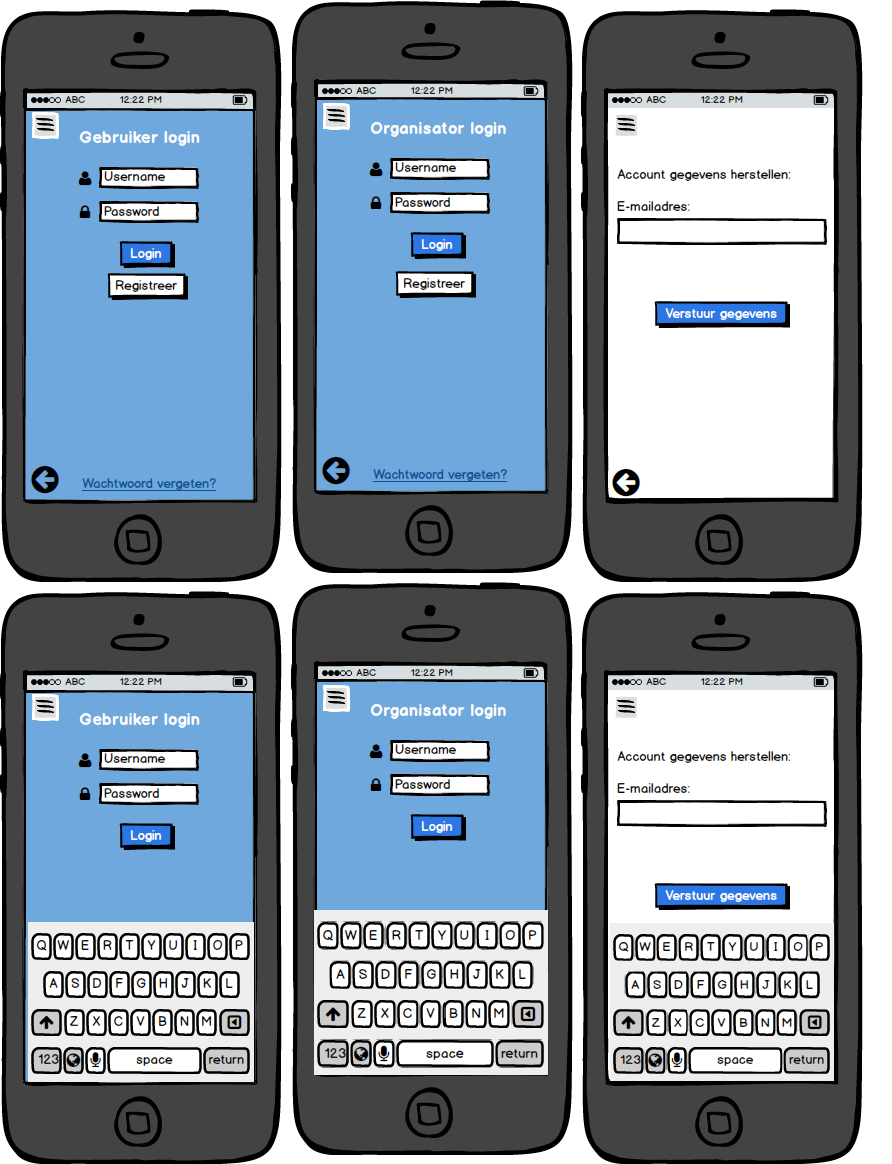 ABC 12:22 PM
Gebruiker login
Username
Password
Login
Registreer
Wachtwoord vergeten?
ABC 12:22 PM
Organisator login
Username
Password
Login
Registreer
Wachtwoord vergeten?
ABC 12:22 PM
Account gegevens herstellen:
E-mailadres:
Verstuur gegevens
ABC 12:22 PM
Gebruiker login
Username
Password
Login
Q W E R T Y U I O P
A S D F G H J K L
Z X C V B N M
123 space return
ABC 12:22 PM
Organisator login
Username
Password
Login
Q W E R T Y U I O P
A S D F G H J K L
Z X C V B N M
123 space return
ABC 12:22 PM
Account gegevens herstellen:
E-mailadres:
Verstuur gegevens
Q W E R T Y U I O P
A S D F G H J K L
Z X C V B N M
123 space return